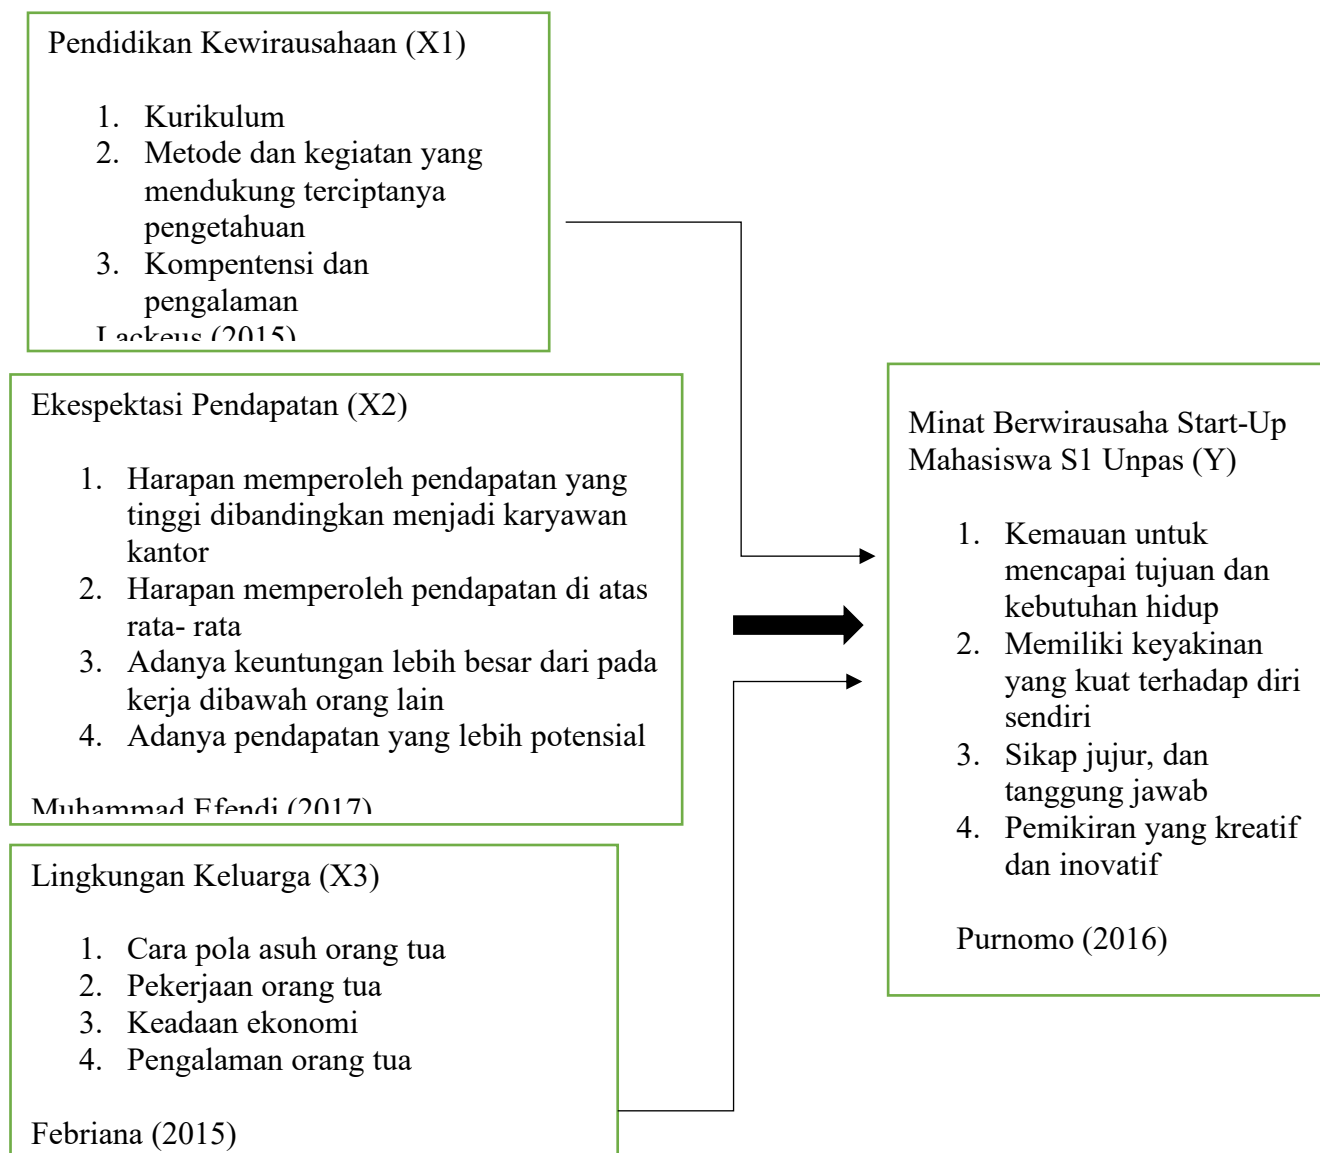 Pendidikan Kewirausahaan (X1)
1. Kurikulum
2. Metode dan kegiatan yang
mendukung terciptanya
pengetahuan
3. Kompentensi dan
pengalaman
Lackeus (2015)
Ekespektasi Pendapatan (X2)
1. Harapan memperoleh pendapatan yang
tinggi dibandingkan menjadi karyawan
kantor
2. Harapan memperoleh pendapatan di atas
rata- rata
3. Adanya keuntungan lebih besar dari pada
kerja dibawah orang lain
4. Adanya pendapatan yang lebih potensial
Muhammad Efendi (2017)
Lingkungan Keluarga (X3)
1. Cara pola asuh orang tua
2. Pekerjaan orang tua
3. Keadaan ekonomi
4. Pengalaman orang tua
Febriana (2015)
Minat Berwirausaha Start-Up
Mahasiswa S1 Unpas (Y)
1. Kemauan untuk
mencapai tujuan dan
kebutuhan hidup
2. Memiliki keyakinan
yang kuat terhadap diri
sendiri
3. Sikap jujur, dan
tanggung jawab
4. Pemikiran yang kreatif
dan inovatif
Purnomo (2016)